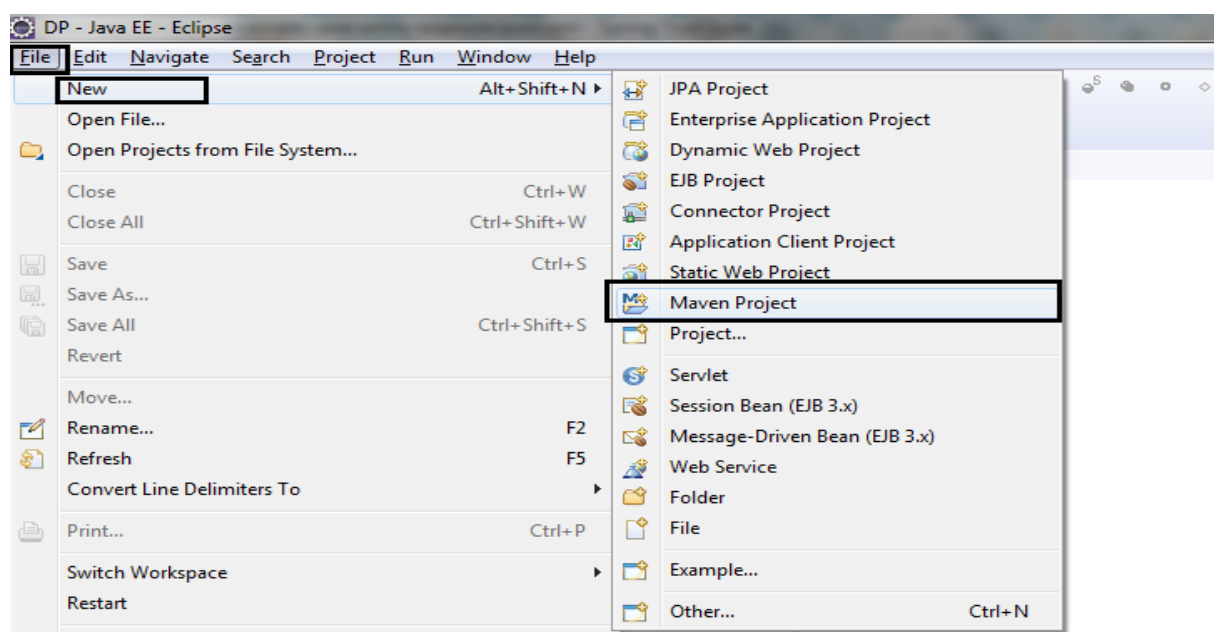 DP - Java EE - Eclipse
File Edit Navigate Search Project Run Window Help
New Alt+Shift+N
Open File...
Open Projects from File System...
Close Ctrl+W
Close All Ctrl+Shift+W
Save Ctrl+S
Save As...
Save All Ctrl+Shift+S
Revert
Move...
Rename... F2
Refresh F5
Convert Line Delimiters To
Print... Ctrl+P
Switch Workspace
Restart
JPA Project
Enterprise Application Project
Dynamic Web Project
EJB Project
Connector Project
Application Client Project
Static Web Project
Maven Project
Project...
Servlet
Session Bean (EJB 3.x)
Message-Driven Bean (EJB 3.x)
Web Service
Folder
File
Example...
Other... Ctrl+N